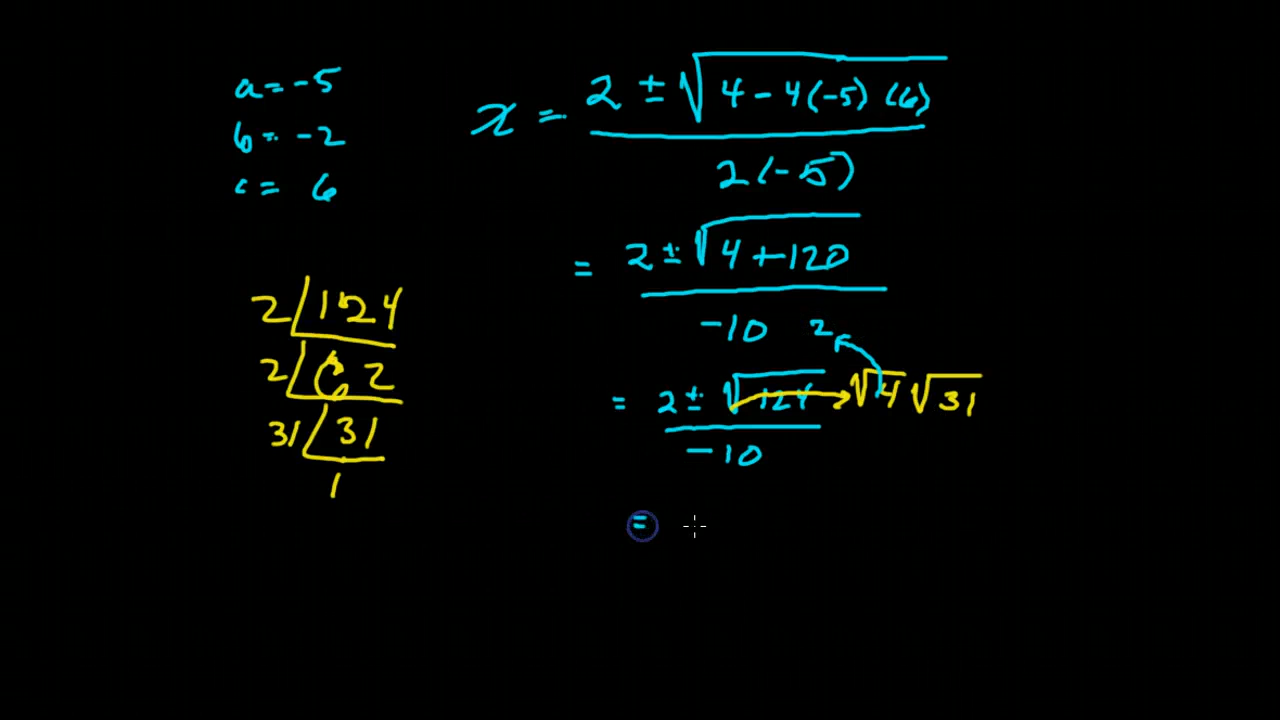 a = -5
b = -2
c = 6
x = 2 ± √4 - 4(-5)(6)
2(-5)
= 2 ± √4 + 120
-10
= 2 ± √124 → √4 √31
2
-10
=
2/124
2/62
31/31
1